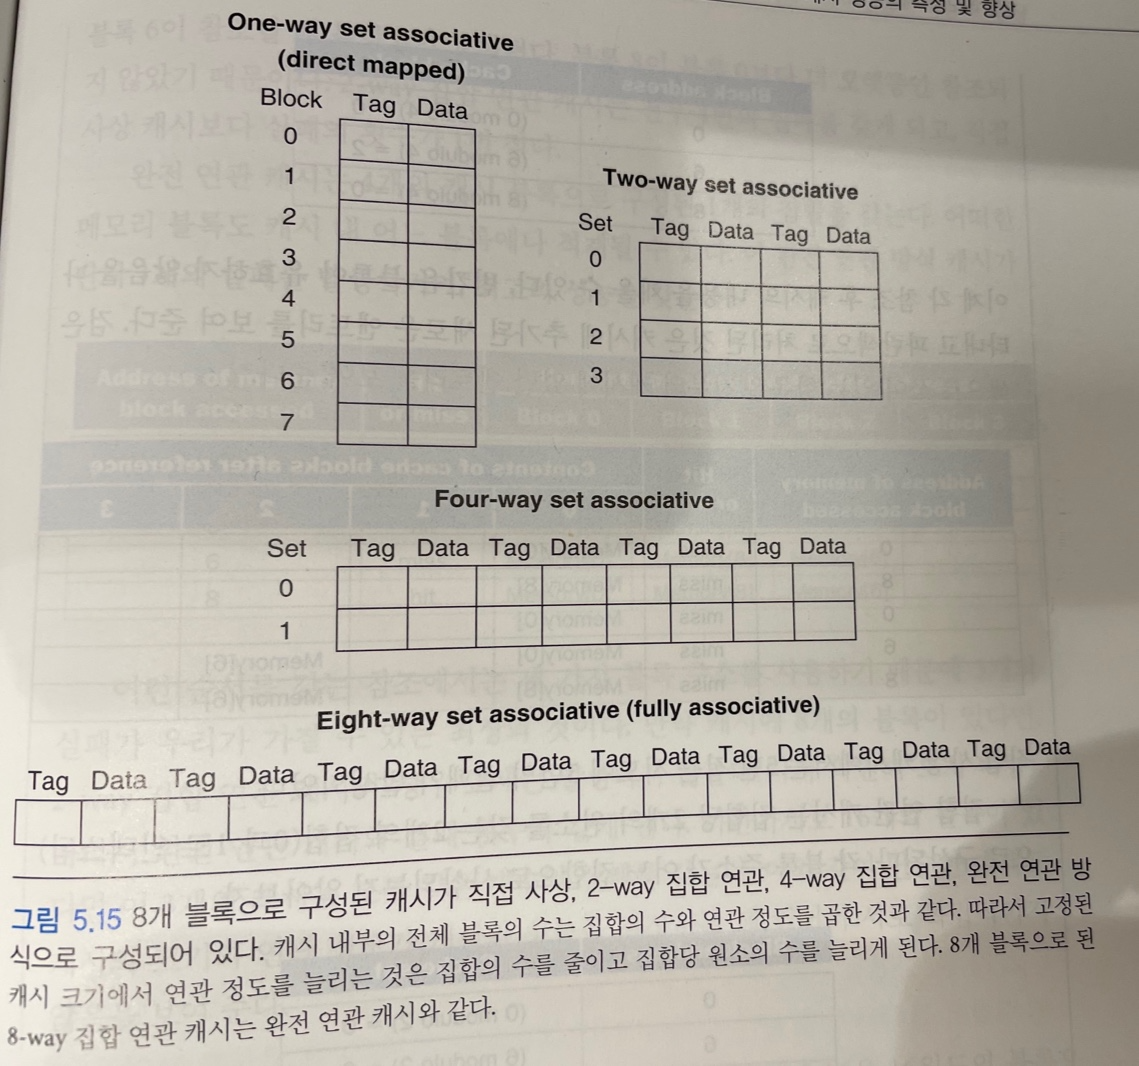 측정 및 향상
One-way set associative
(direct mapped)
Block Tag Data
0
1
2
3
4
5
6
7
Two-way set associative
Set Tag Data Tag Data
0
1
2
3
Four-way set associative
Set Tag Data Tag Data Tag Data Tag Data
0
1
Eight-way set associative (fully associative)
Tag Data Tag Data Tag Data Tag Data Tag Data Tag Data Tag Data Tag Data
그림 5.15 8개 블록으로 구성된 캐시가 직접 사상, 2-way 집합 연관, 4-way 집합 연관, 완전 연관 방
식으로 구성되어 있다. 캐시 내부의 전체 블록의 수는 집합의 수와 연관 정도를 곱한 것과 같다. 따라서 고정된
캐시 크기에서 연관 정도를 늘리는 것은 집합의 수를 줄이고 집합당 원소의 수를 늘리게 된다. 8개 블록으로 된
8-way 집합 연관 캐시는 완전 연관 캐시와 같다.